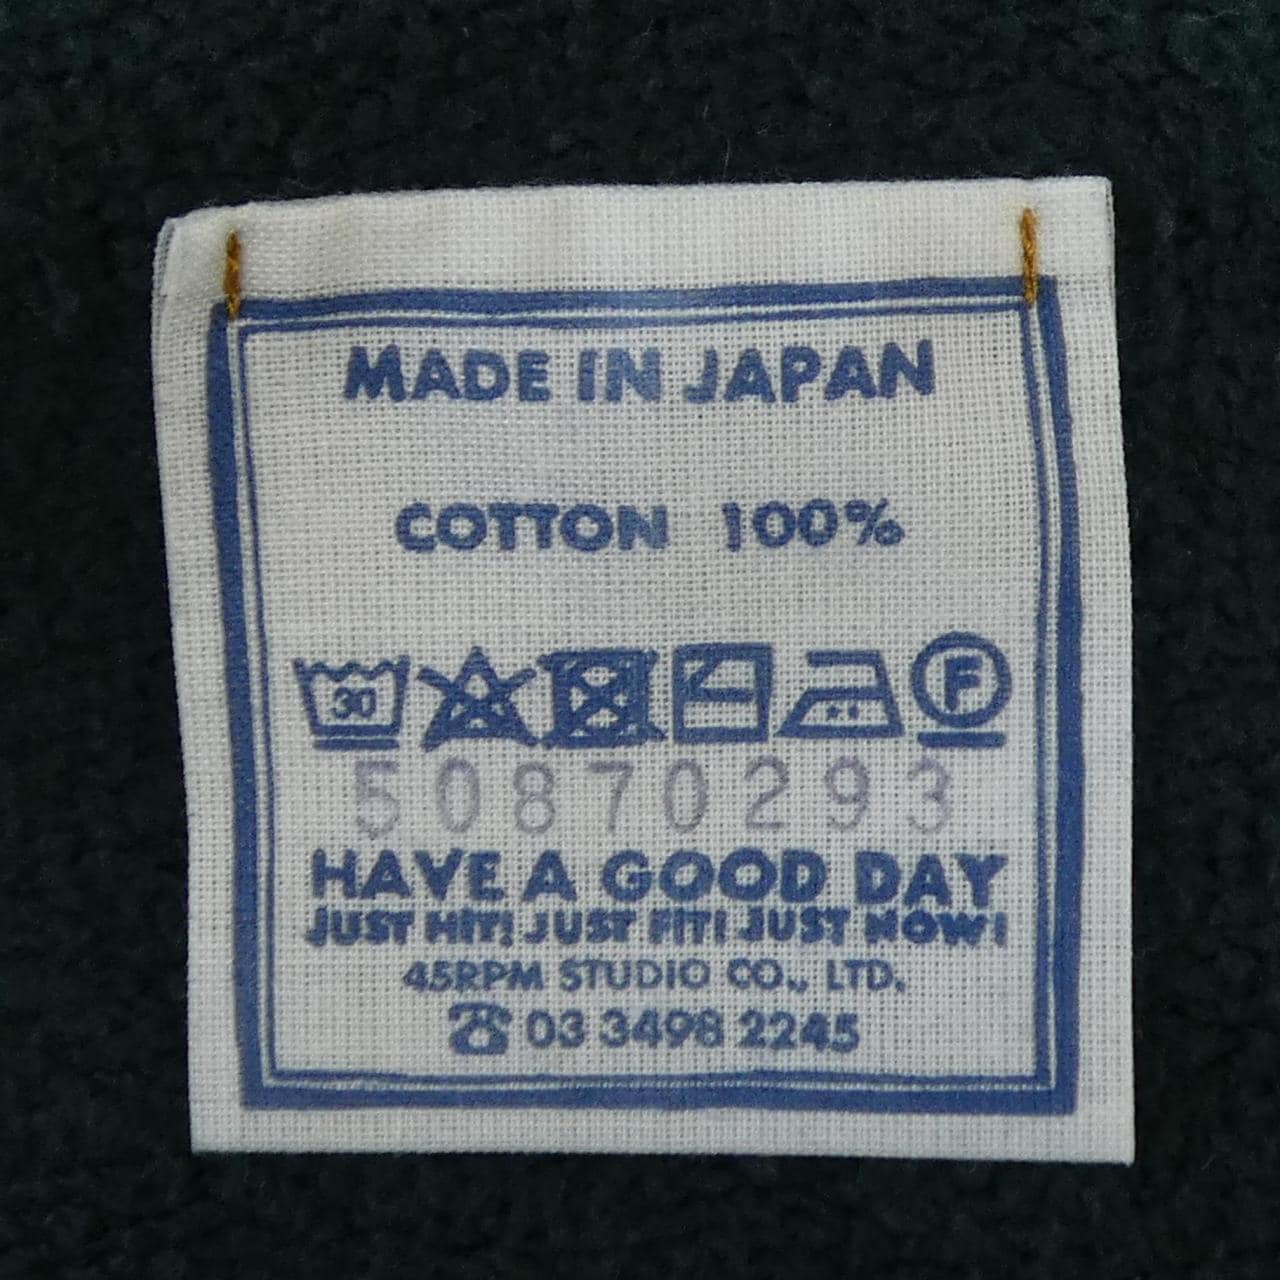 MADE IN JAPAN
COTTON 100%
30 F
50870293
HAVE A GOOD DAY
JUST HIT! JUST FIT! JUST NOW!
45RPM STUDIO CO., LTD.
☎ 03 3498 2245